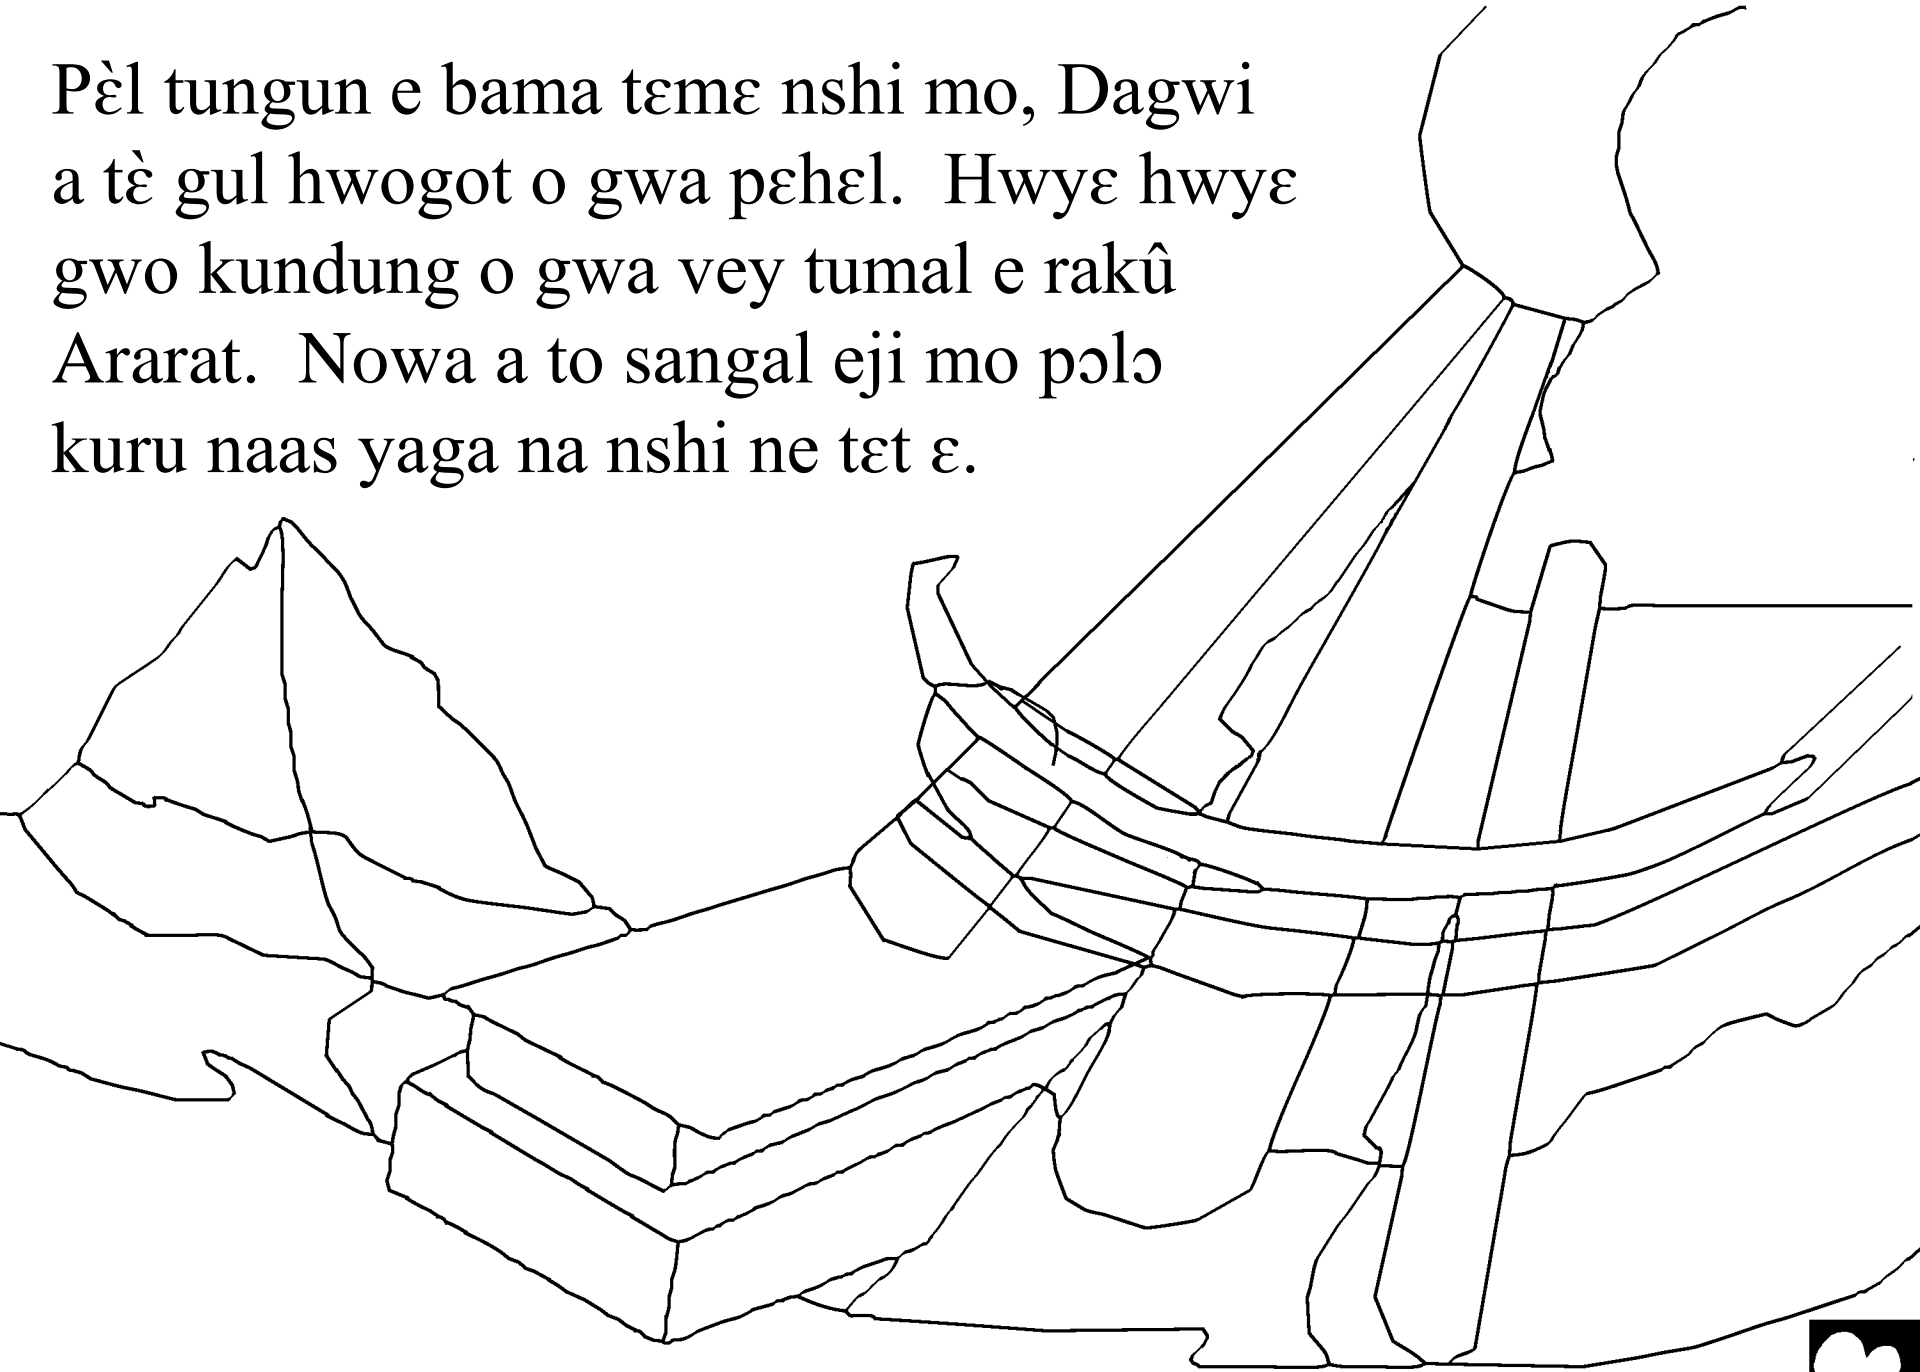 Pɛ̀l tungun e bama tɛmɛ nshi mo, Dagwi
a tɛ̀ gul hwogot o gwa pɛhɛl.  Hwyɛ hwyɛ
gwo kundung o gwa vey tumal e rakû
Ararat.  Nowa a to sangal eji mo pɔlɔ
kuru naas yaga na nshi ne tɛt ɛ.